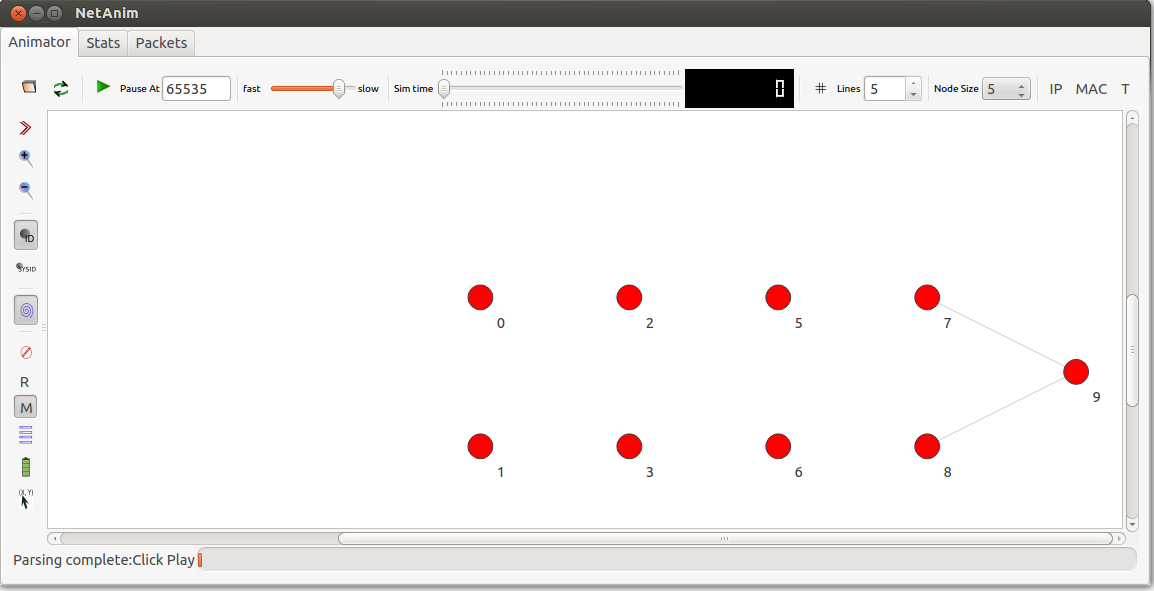 NetAnim
Animator Stats Packets
Pause At 65535 fast slow Sim time 0 # Lines 5 Node Size 5 IP MAC T
ID
SYSID
R
M
(X, Y)
0 2 5 7
9
1 3 6 8
Parsing complete:Click Play